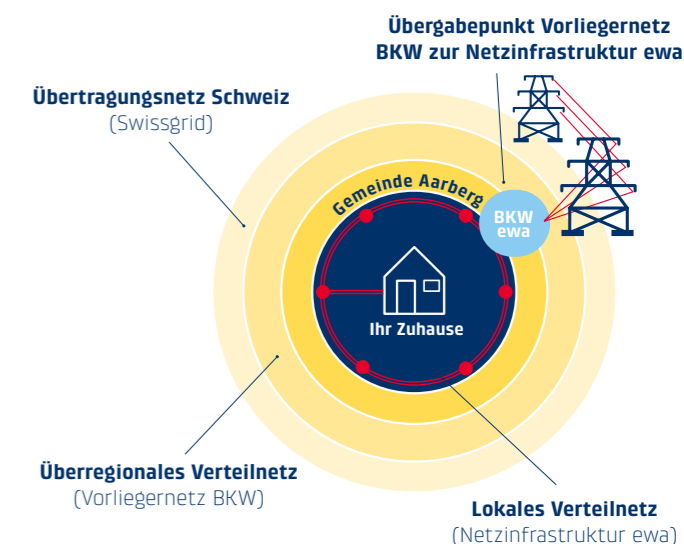 Übergabepunkt Vorliegernetz
BKW zur Netzinfrastruktur ewa
Übertragungsnetz Schweiz
(Swissgrid)
Gemeinde Aarberg
BKW
ewa
Ihr Zuhause
Überregionales Verteilnetz
(Vorliegernetz BKW)
Lokales Verteilnetz
(Netzinfrastruktur ewa)